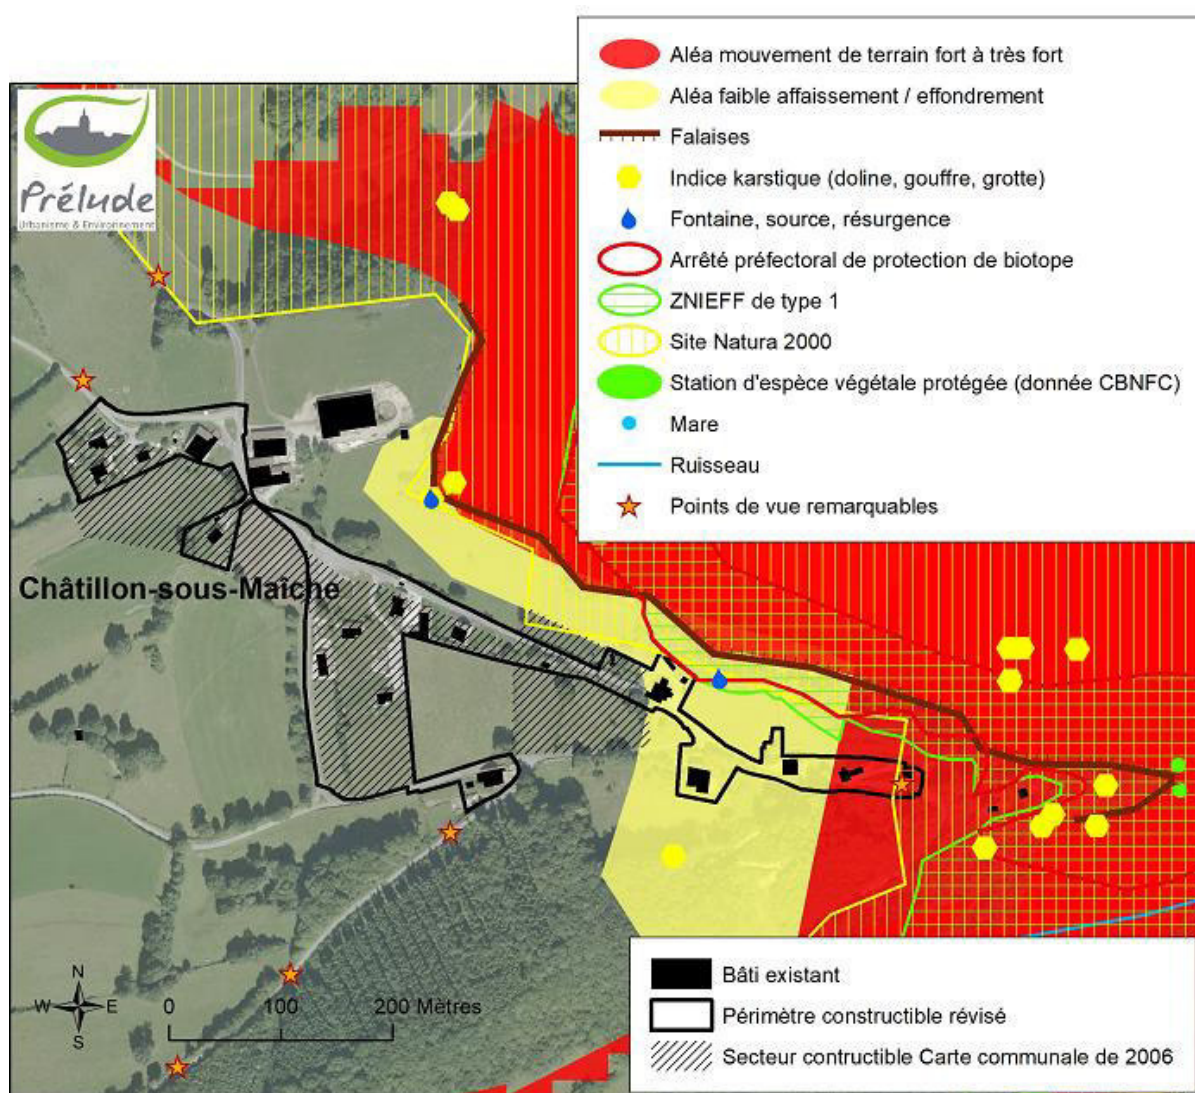 Aléa mouvement de terrain fort à très fort
Aléa faible affaissement / effondrement
Falaises
Indice karstique (doline, gouffre, grotte)
Fontaine, source, résurgence
Arrêté préfectoral de protection de biotope
ZNIEFF de type 1
Site Natura 2000
Station d'espèce végétale protégée (donnée CBNFC)
Mare
Ruisseau
Points de vue remarquables
Prélude
Urbanisme & Environnement
Châtillon-sous-Maîche
N
W E
S
0 100 200 Mètres
Bâti existant
Périmètre constructible révisé
Secteur contructible Carte communale de 2006